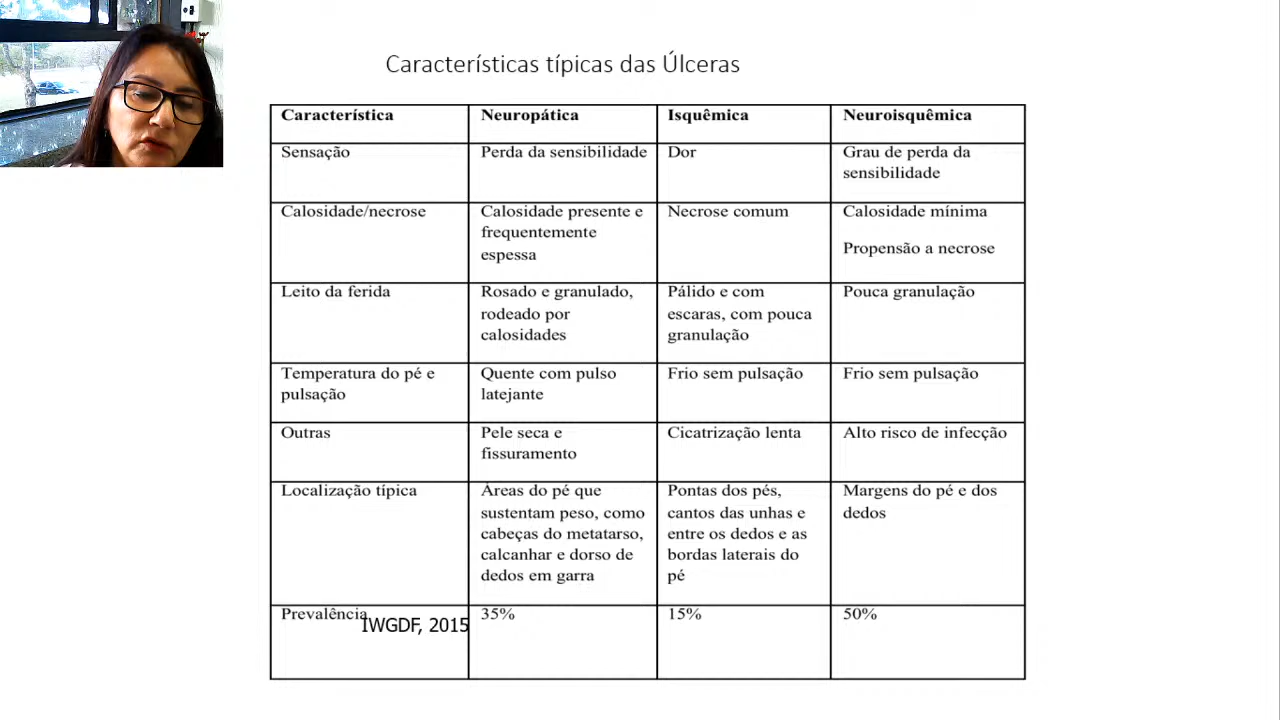 Características típicas das Úlceras
Característica
Neuropática
Isquêmica
Neuroisquêmica
Sensação
Perda da sensibilidade
Dor
Grau de perda da
sensibilidade
Calosidade/necrose
Calosidade presente e
frequentemente
espessa
Necrose comum
Calosidade mínima
Propensão a necrose
Leito da ferida
Rosado e granulado,
rodeado por
calosidades
Pálido e com
escaras, com pouca
granulação
Pouca granulação
Temperatura do pé e
pulsação
Quente com pulso
latejante
Frio sem pulsação
Frio sem pulsação
Outras
Pele seca e
fissuramento
Cicatrização lenta
Alto risco de infecção
Localização típica
Áreas do pé que
sustentam peso, como
cabeças do metatarso,
calcanhar e dorso de
dedos em garra
Pontas dos pés,
cantos das unhas e
entre os dedos e as
bordas laterais do
pé
Margens do pé e dos
dedos
Prevalência
35%
15%
50%
IWGDF, 2015